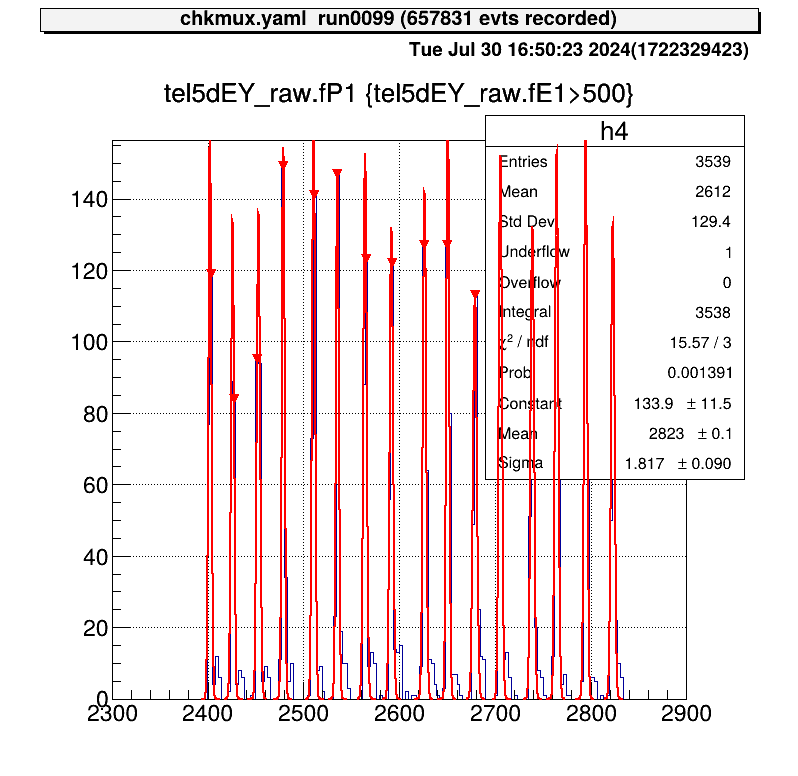 chkmux.yaml run0099 (657831 evts recorded)
Tue Jul 30 16:50:23 2024(1722329423)
tel5dEY_raw.fP1 {tel5dEY_raw.fE1>500}
h4
Entries 3539
Mean 2612
Std Dev 129.4
Underflow 1
Overflow 0
Integral 3538
χ² / ndf 15.57 / 3
Prob 0.001391
Constant 133.9 ± 11.5
Mean 2823 ± 0.1
Sigma 1.817 ± 0.090
140
120
100
80
60
40
20
0
2300 2400 2500 2600 2700 2800 2900